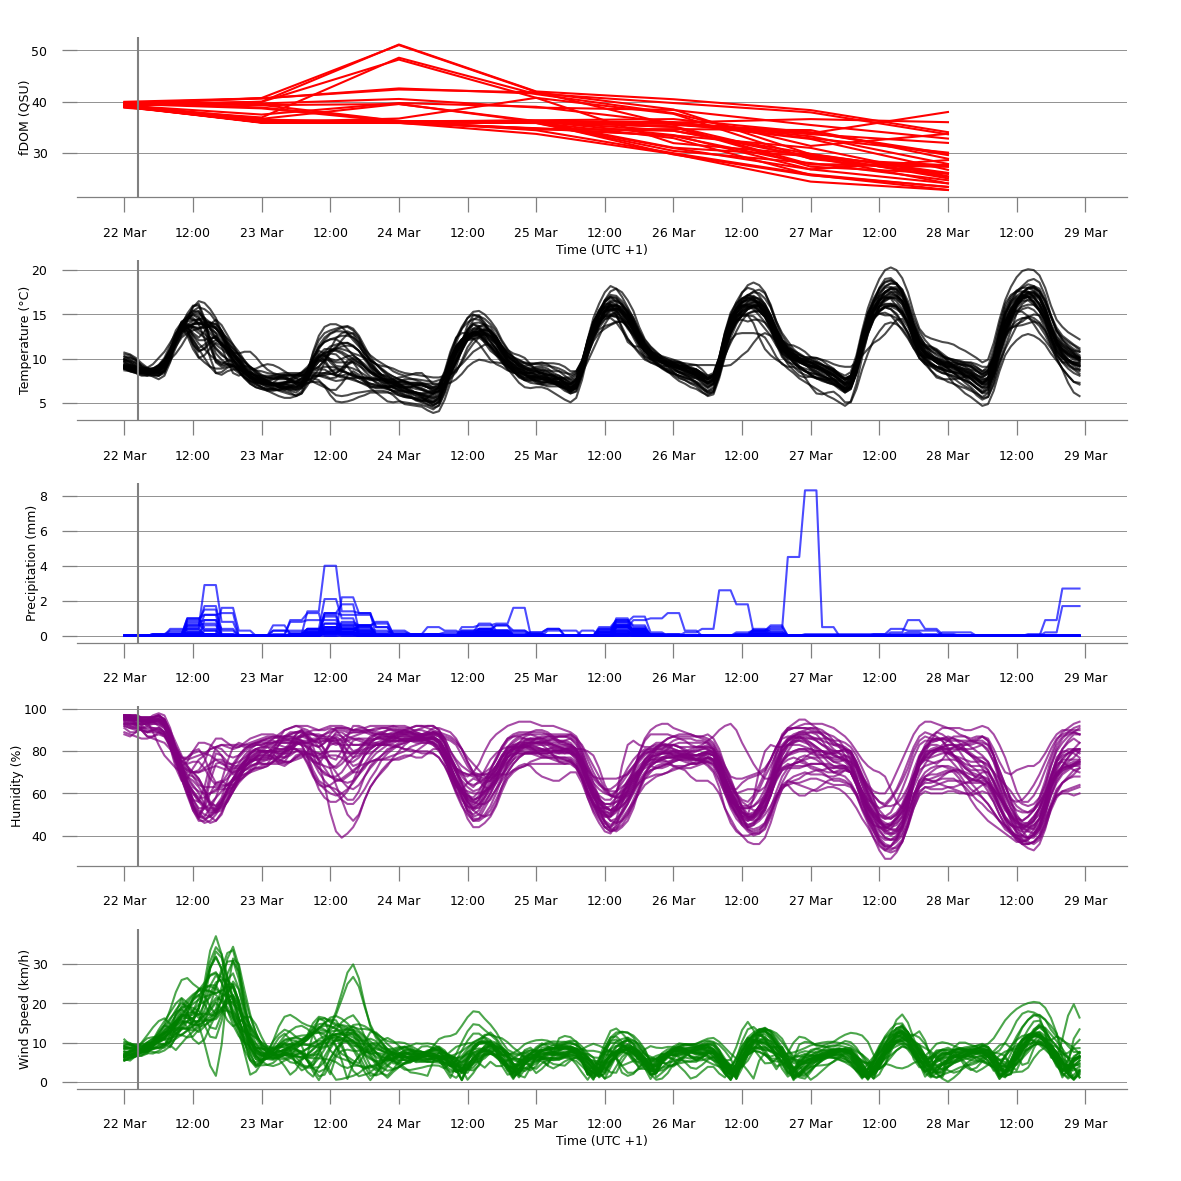 50
40
30
fDOM (QSU)
22 Mar 12:00 23 Mar 12:00 24 Mar 12:00 25 Mar 12:00 26 Mar 12:00 27 Mar 12:00 28 Mar 12:00 29 Mar
Time (UTC +1)
20
15
10
5
Temperature (°C)
22 Mar 12:00 23 Mar 12:00 24 Mar 12:00 25 Mar 12:00 26 Mar 12:00 27 Mar 12:00 28 Mar 12:00 29 Mar
8
6
4
2
0
Precipitation (mm)
22 Mar 12:00 23 Mar 12:00 24 Mar 12:00 25 Mar 12:00 26 Mar 12:00 27 Mar 12:00 28 Mar 12:00 29 Mar
100
80
60
40
Humidity (%)
22 Mar 12:00 23 Mar 12:00 24 Mar 12:00 25 Mar 12:00 26 Mar 12:00 27 Mar 12:00 28 Mar 12:00 29 Mar
30
20
10
0
Wind Speed (km/h)
22 Mar 12:00 23 Mar 12:00 24 Mar 12:00 25 Mar 12:00 26 Mar 12:00 27 Mar 12:00 28 Mar 12:00 29 Mar
Time (UTC +1)